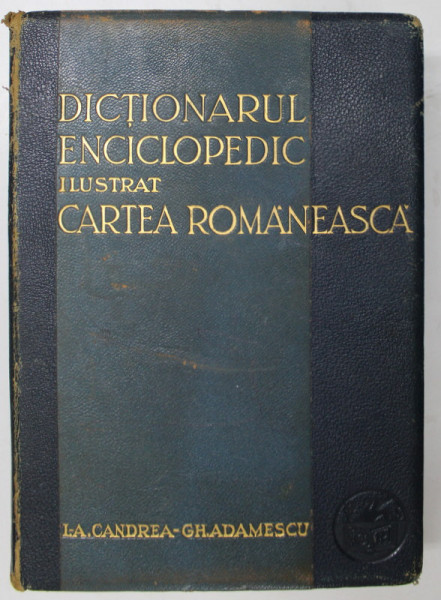 DICȚIONARUL
ENCICLOPEDIC
ILUSTRAT
CARTEA ROMÂNEASCĂ
I.-A. CANDREA - GH. ADAMESCU